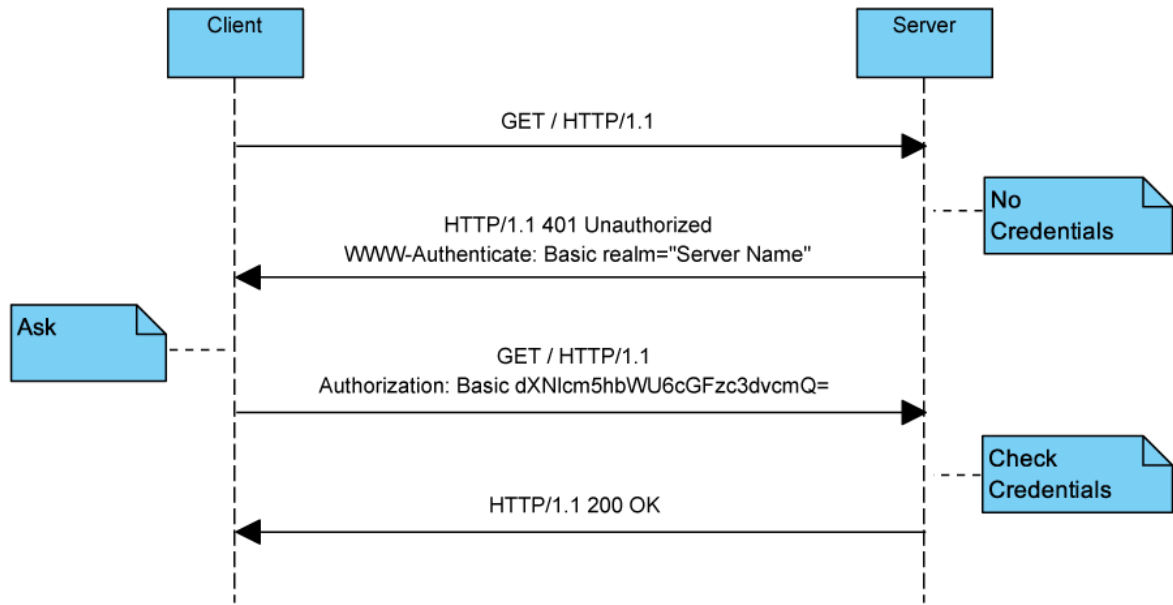 Client
Server
GET / HTTP/1.1
No
Credentials
HTTP/1.1 401 Unauthorized
WWW-Authenticate: Basic realm="Server Name"
Ask
GET / HTTP/1.1
Authorization: Basic dXNlcm5hbWU6cGFzc3dvcmQ=
Check
Credentials
HTTP/1.1 200 OK